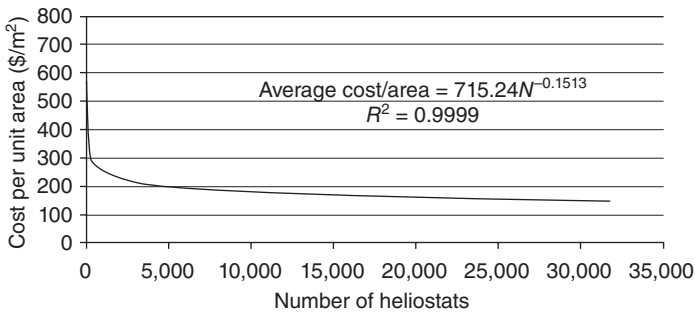 Cost per unit area ($/m²)
800
700
600
500
400
300
200
100
0
Average cost/area = 715.24N^–0.1513
R² = 0.9999
0 5,000 10,000 15,000 20,000 25,000 30,000 35,000
Number of heliostats